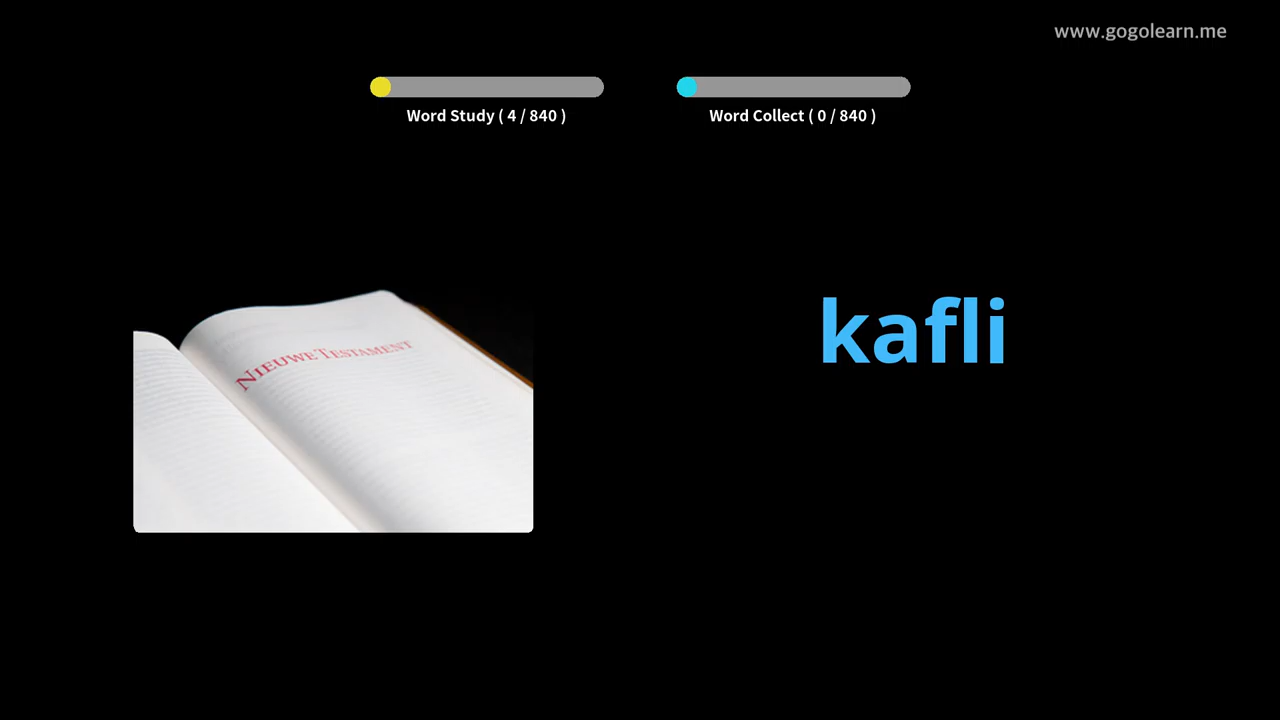 www.gogolearn.me
Word Study ( 4 / 840 )
Word Collect ( 0 / 840 )
NIEUWE TESTAMENT
kafli